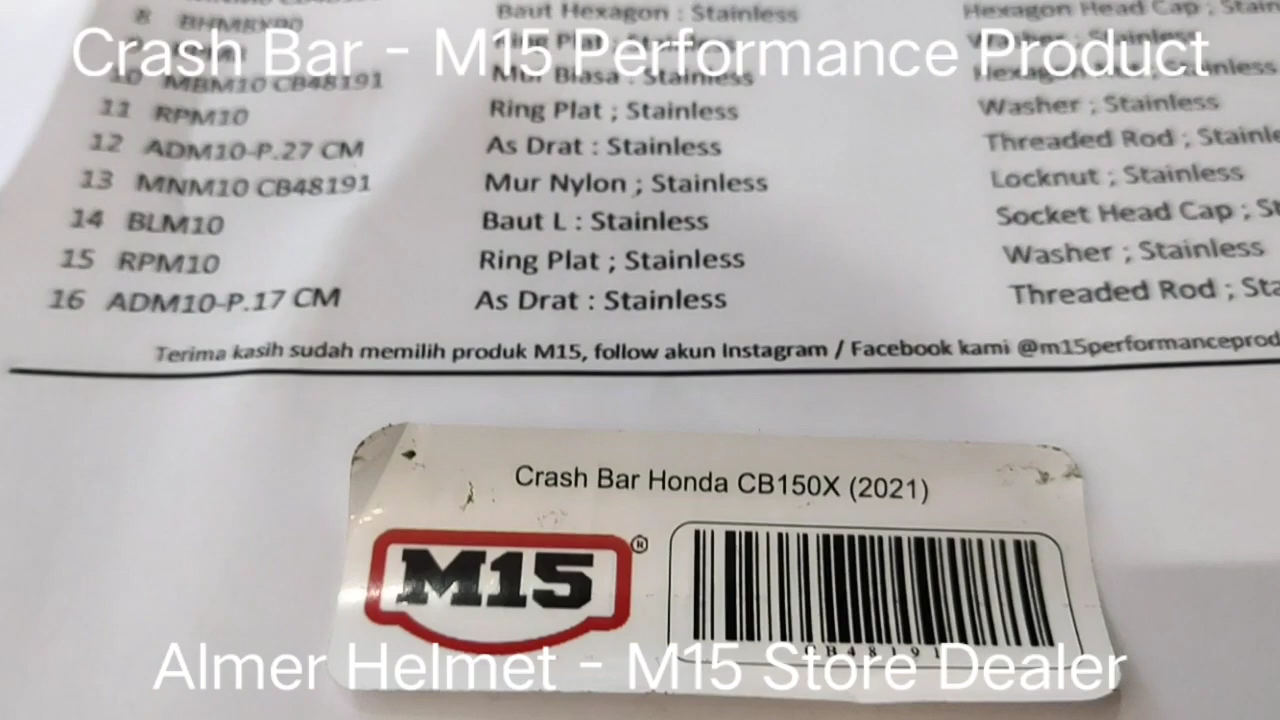 8 BHM8X90 Baut Hexagon : Stainless Hexagon Head Cap ; Stain
Crash Bar - M15 Performance Product
10 MBM10 CB48191 Mur Biasa : Stainless
11 RPM10 Ring Plat ; Stainless Washer ; Stainless
12 ADM10-P.27 CM As Drat : Stainless Threaded Rod ; Stainle
13 MNM10 CB48191 Mur Nylon ; Stainless Locknut ; Stainless
14 BLM10 Baut L : Stainless Socket Head Cap ; St
15 RPM10 Ring Plat ; Stainless Washer ; Stainless
16 ADM10-P.17 CM As Drat : Stainless Threaded Rod ; Sta
Terima kasih sudah memilih produk M15, follow akun Instagram / Facebook kami @m15performanceprod
Crash Bar Honda CB150X (2021)
M15 ®
CB48191
Almer Helmet - M15 Store Dealer